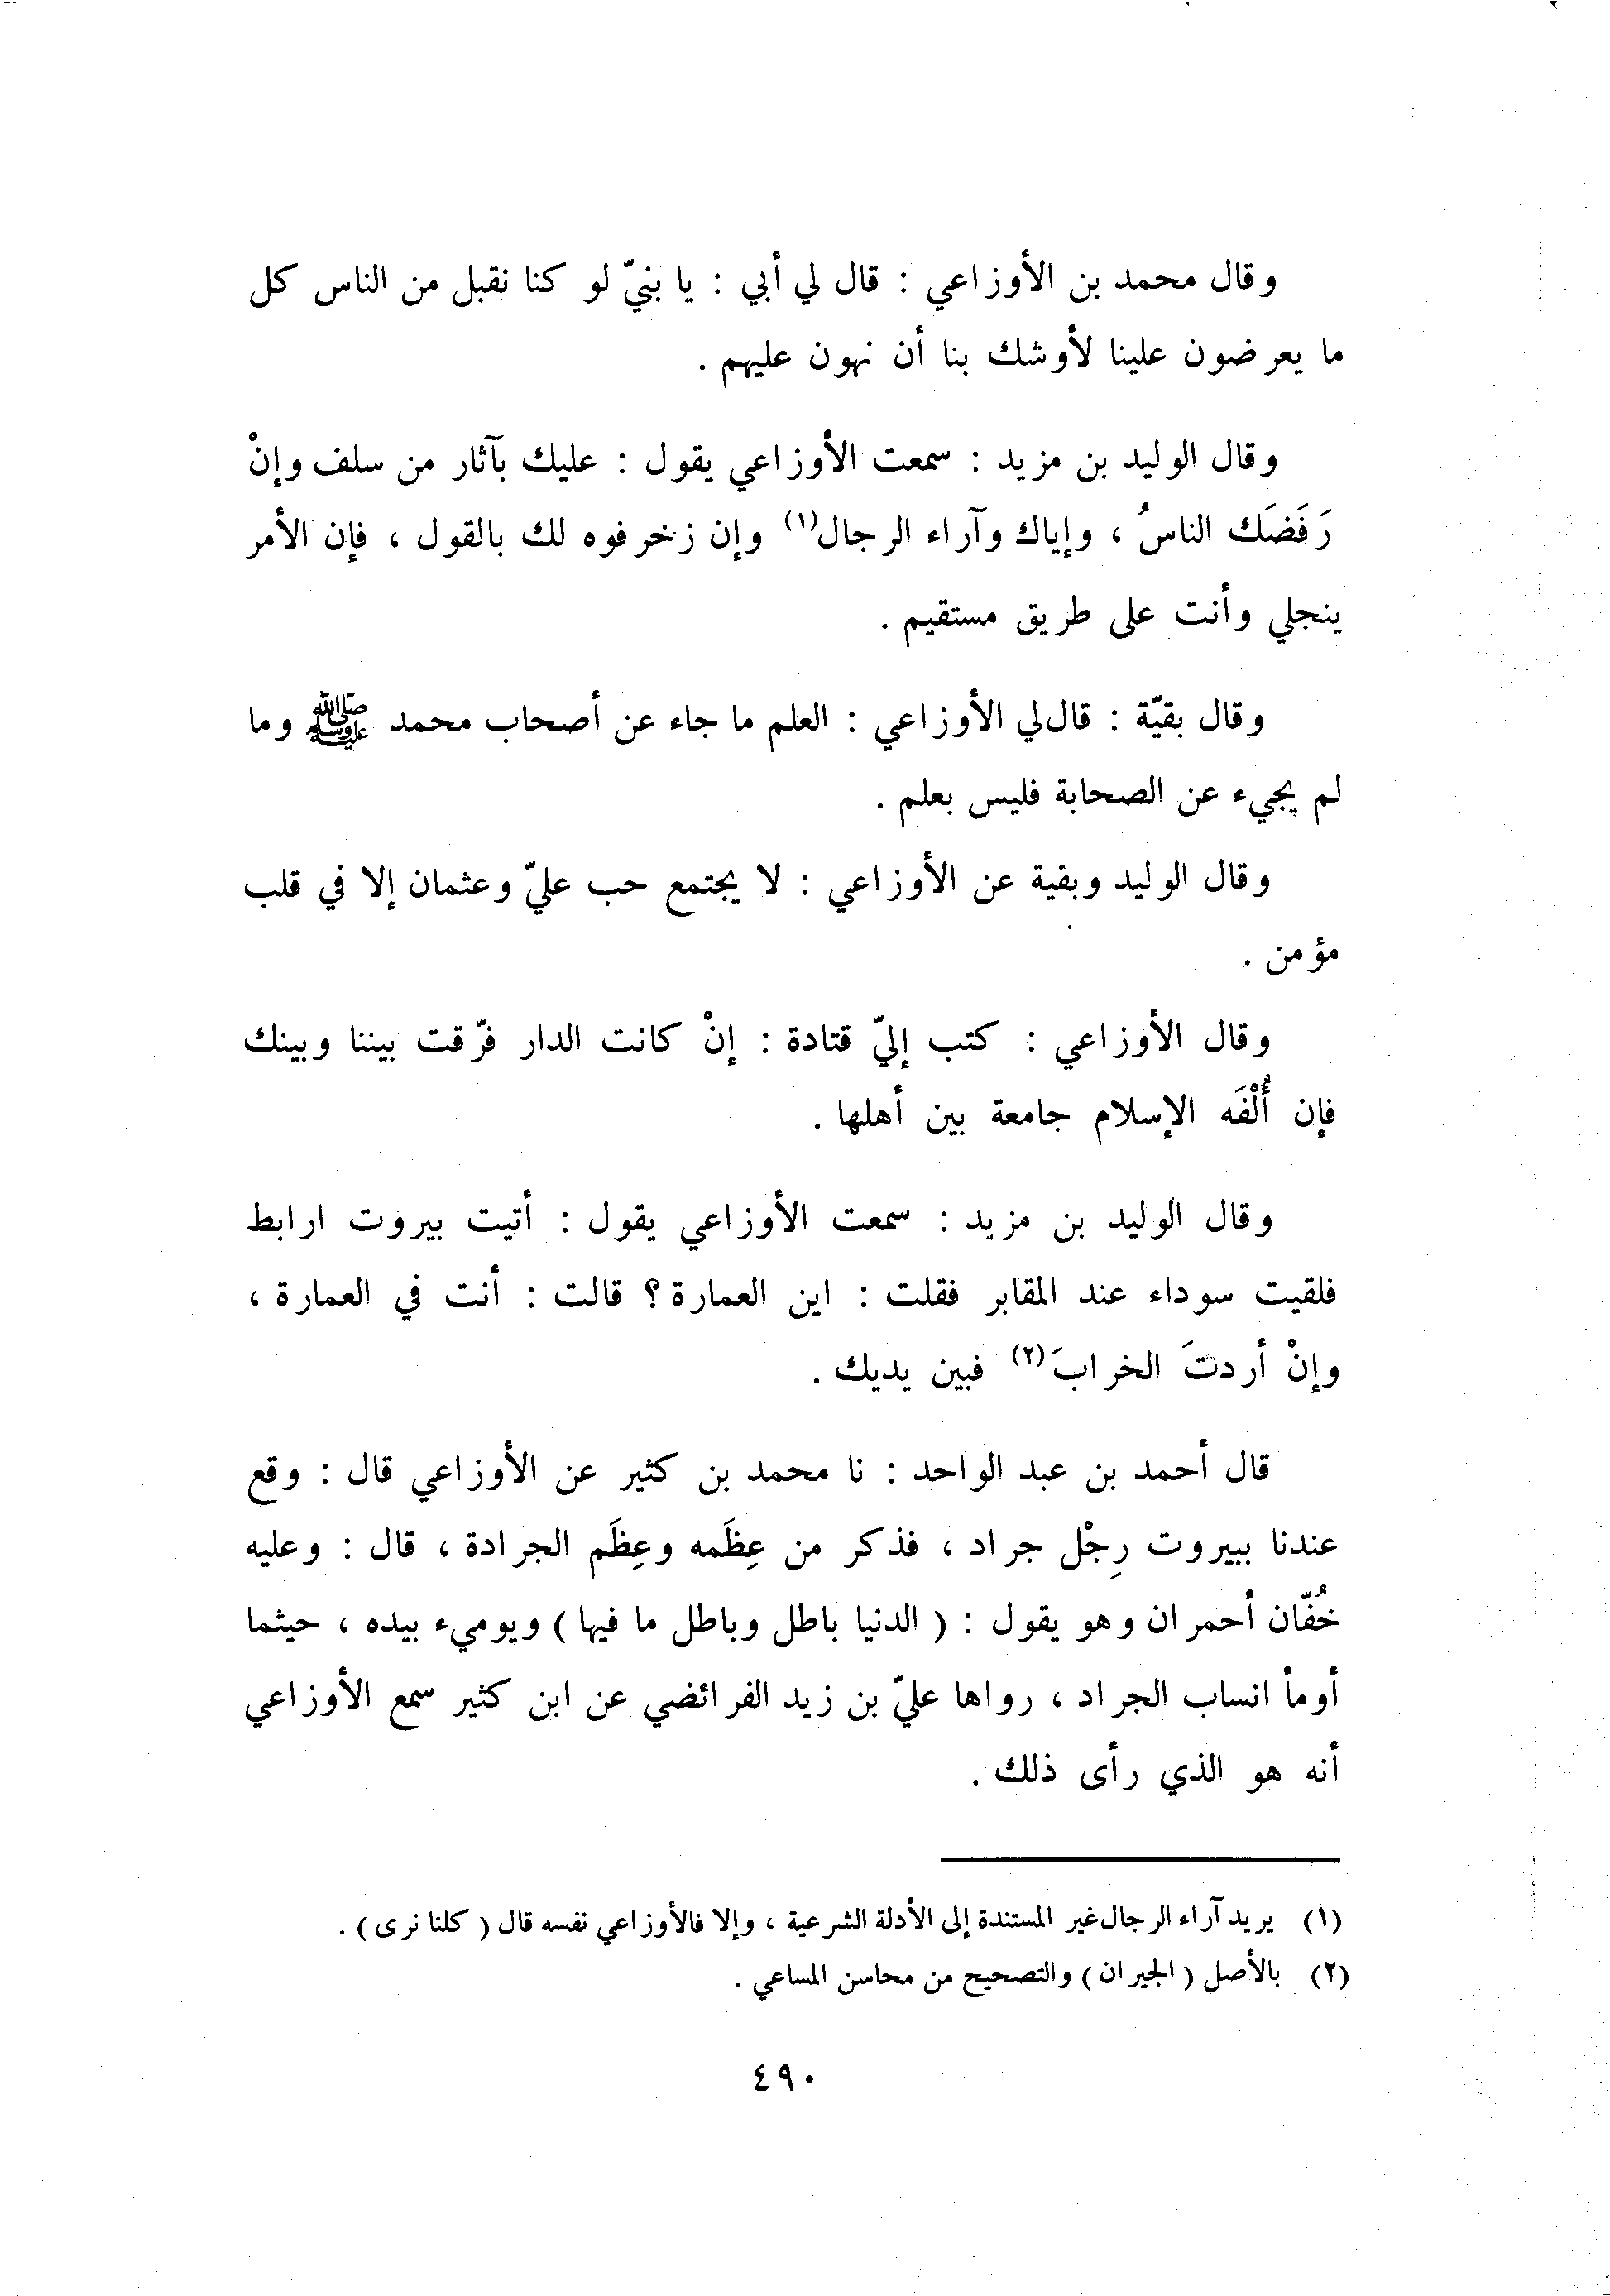 وقال محمد بن الأوزاعي : قال لي أبي : يا بنيّ لو كنا نقبل من الناس كل
ما يعرضون علينا لأوشك بنا أن نهون عليهم .
وقال الوليد بن مزيد : سمعت الأوزاعي يقول : عليك بآثار من سلف وإنْ
رَفَضَك الناسُ ، وإياك وآراء الرجال(١) وإن زخرفوه لك بالقول ، فإن الأمر
ينجلي وأنت على طريق مستقيم .
وقال بقيّة : قال لي الأوزاعي : العلم ما جاء عن أصحاب محمد ﷺ وما
لم يجيء عن الصحابة فليس بعلم .
وقال الوليد وبقية عن الأوزاعي : لا يجتمع حب عليّ وعثمان إلا في قلب
مؤمن .
وقال الأوزاعي : كتب إليّ قتادة : إنْ كانت الدار فرّقت بيننا وبينك
فإن أُلْفَه الإسلام جامعة بين أهلها .
وقال الوليد بن مزيد : سمعت الأوزاعي يقول : أتيت بيروت ارابط
فلقيت سوداء عند المقابر فقلت : اين العمارة ؟ قالت : أنت في العمارة ،
وإنْ أردتَ الخرابَ(٢) فبين يديك .
قال أحمد بن عبد الواحد : نا محمد بن كثير عن الأوزاعي قال : وقع
عندنا ببيروت رِجْل جراد ، فذكر من عِظَمه وعِظَم الجرادة ، قال : وعليه
خُفّان أحمران وهو يقول : ( الدنيا باطل وباطل ما فيها ) ويوميء بيده ، حيثما
أومأ انساب الجراد ، رواها عليّ بن زيد الفرائضي عن ابن كثير سمع الأوزاعي
أنه هو الذي رأى ذلك .
(١) يريد آراء الرجال غير المستندة إلى الأدلة الشرعية ، وإلا فالأوزاعي نفسه قال ( كلنا نرى ) .
(٢) بالأصل ( الجيران ) والتصحيح من محاسن المساعي .
٤٩٠